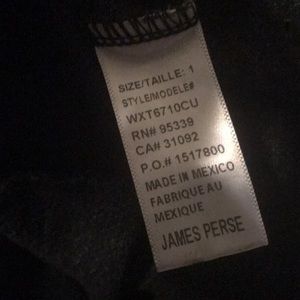 SIZE/TAILLE: 1
STYLE/MODELE#
WXT6710CU
RN# 95339
CA# 31092
P.O.# 1517800
MADE IN MEXICO
FABRIQUE AU
MEXIQUE
JAMES PERSE